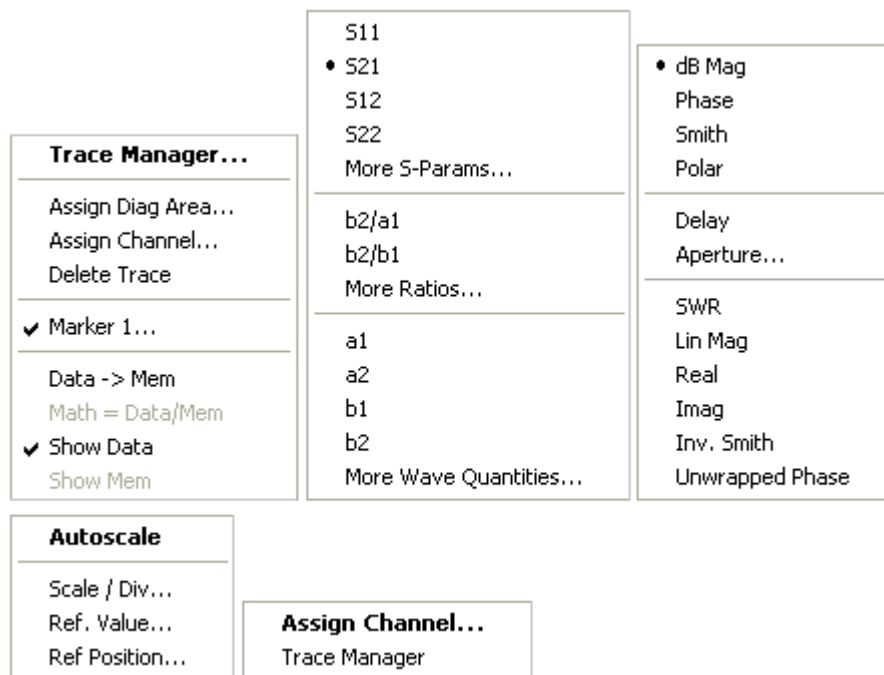 Trace Manager...
Assign Diag Area...
Assign Channel...
Delete Trace
Marker 1...
Data -> Mem
Math = Data/Mem
Show Data
Show Mem
S11
S21
S12
S22
More S-Params...
b2/a1
b2/b1
More Ratios...
a1
a2
b1
b2
More Wave Quantities...
dB Mag
Phase
Smith
Polar
Delay
Aperture...
SWR
Lin Mag
Real
Imag
Inv. Smith
Unwrapped Phase
Autoscale
Scale / Div...
Ref. Value...
Ref Position...
Assign Channel...
Trace Manager